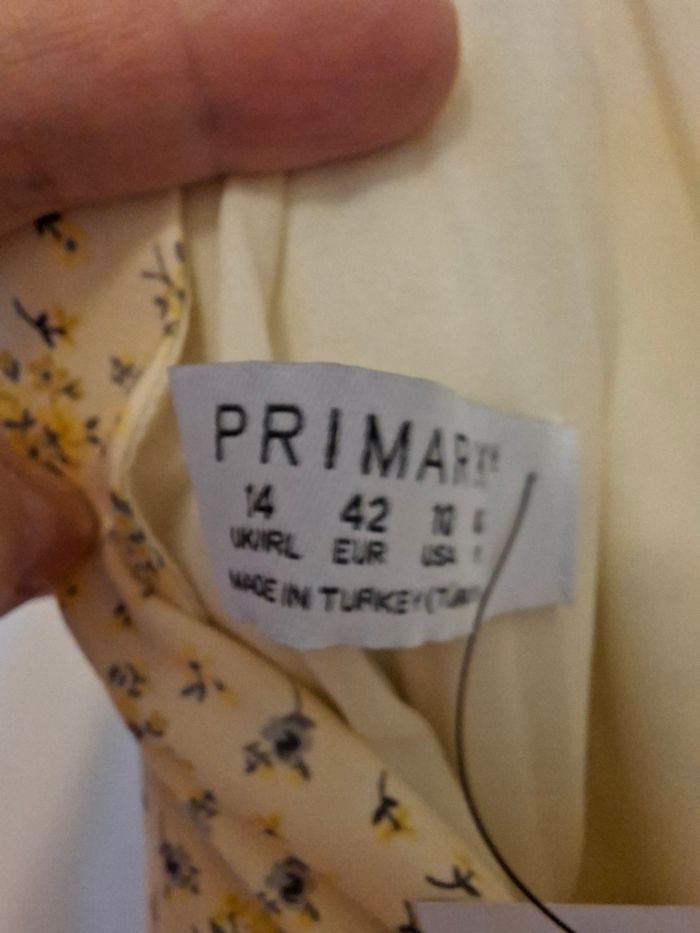 PRIMARK
14 42 10
UK/IRL EUR USA
MADE IN TURKEY